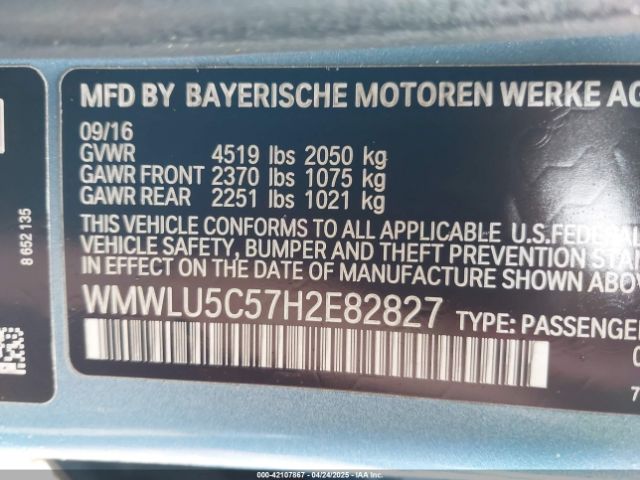 MFD BY BAYERISCHE MOTOREN WERKE AG
09/16
GVWR 4519 lbs 2050 kg
GAWR FRONT 2370 lbs 1075 kg
GAWR REAR 2251 lbs 1021 kg
THIS VEHICLE CONFORMS TO ALL APPLICABLE U.S.FEDERAL
VEHICLE SAFETY, BUMPER AND THEFT PREVENTION
IN EFFECT ON THE DATE OF MANUFACTURE SHOWN ABOVE
WMWLU5C57H2E82827 TYPE: PASSENGE
8 652 135
000-42107867 - 04/24/2025 - IAA Inc.